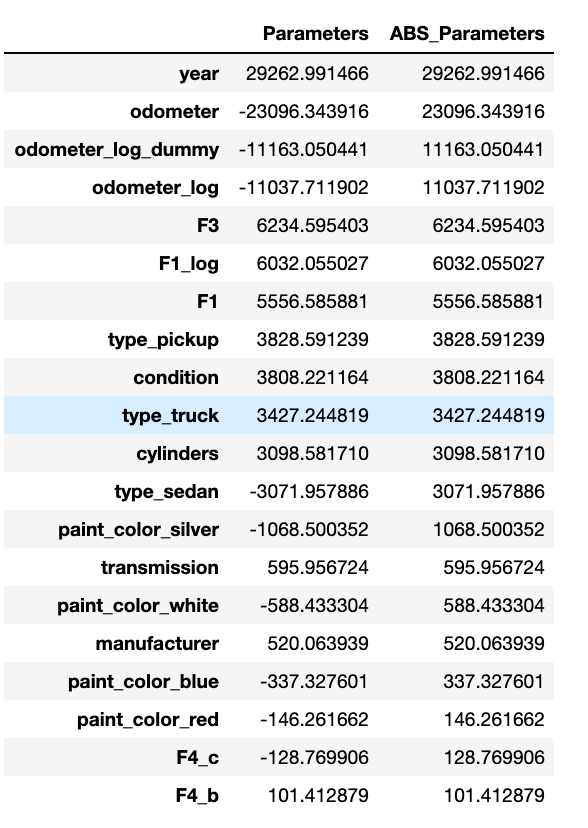 Parameters ABS_Parameters
year 29262.991466 29262.991466
odometer -23096.343916 23096.343916
odometer_log_dummy -11163.050441 11163.050441
odometer_log -11037.711902 11037.711902
F3 6234.595403 6234.595403
F1_log 6032.055027 6032.055027
F1 5556.585881 5556.585881
type_pickup 3828.591239 3828.591239
condition 3808.221164 3808.221164
type_truck 3427.244819 3427.244819
cylinders 3098.581710 3098.581710
type_sedan -3071.957886 3071.957886
paint_color_silver -1068.500352 1068.500352
transmission 595.956724 595.956724
paint_color_white -588.433304 588.433304
manufacturer 520.063939 520.063939
paint_color_blue -337.327601 337.327601
paint_color_red -146.261662 146.261662
F4_c -128.769906 128.769906
F4_b 101.412879 101.412879